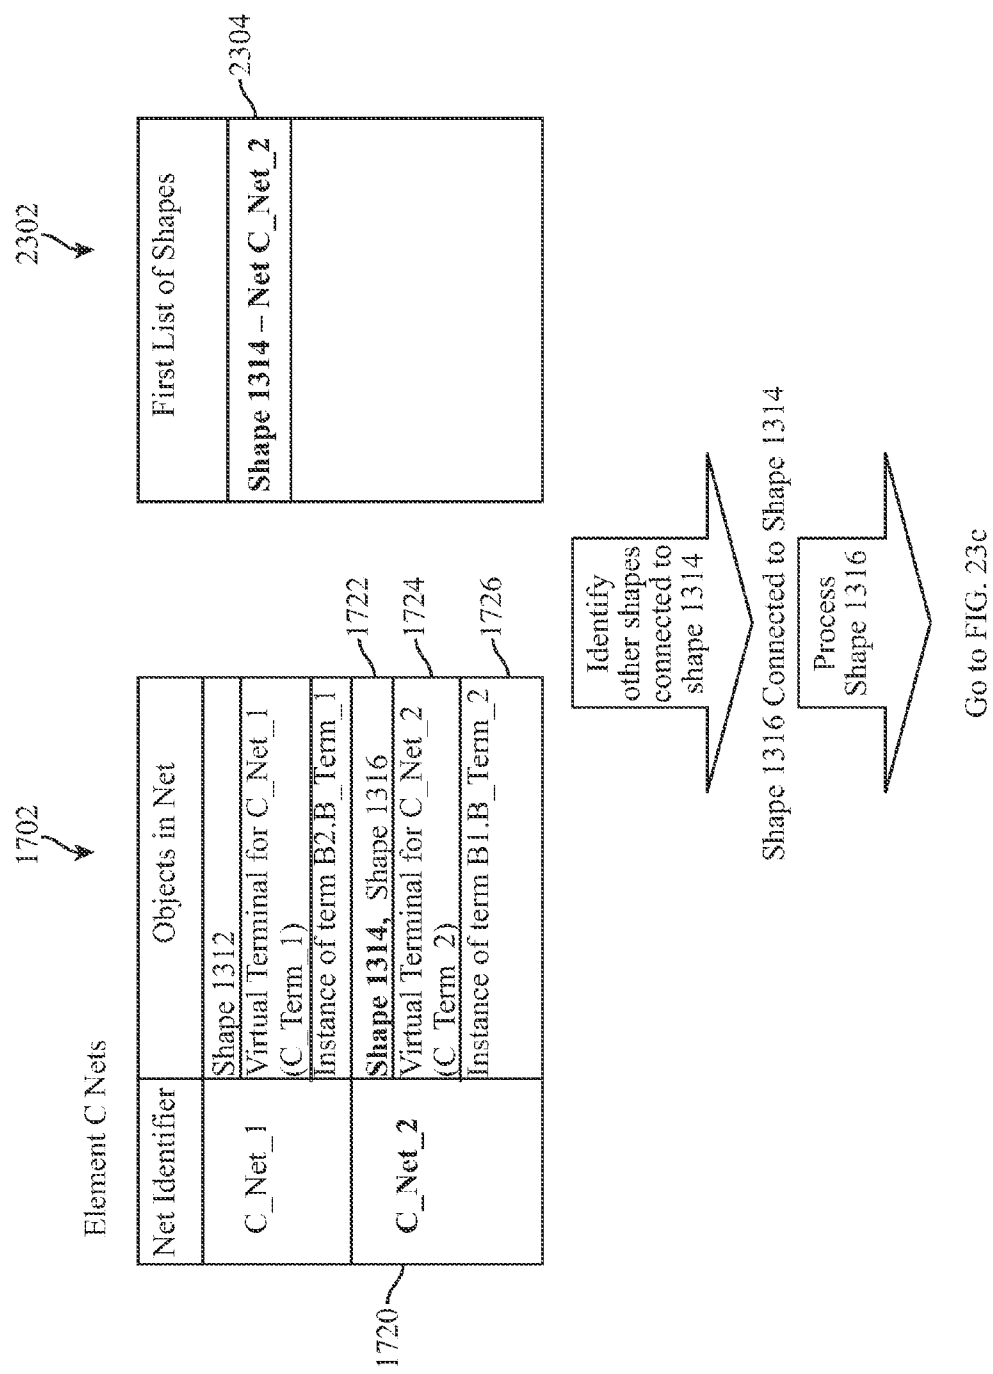 1702
2302
Element C Nets
Net Identifier
Objects in Net
First List of Shapes
C_Net_1
Shape 1312
Virtual Terminal for C_Net_1
(C_Term_1)
Instance of term B2.B_Term_1
Shape 1314 – Net C_Net_2
2304
1720
C_Net_2
Shape 1314, Shape 1316
1722
Virtual Terminal for C_Net_2
(C_Term_2)
1724
Instance of term B1.B_Term_2
1726
Identify
other shapes
connected to
shape 1314
Shape 1316 Connected to Shape 1314
Process
Shape 1316
Go to FIG. 23c